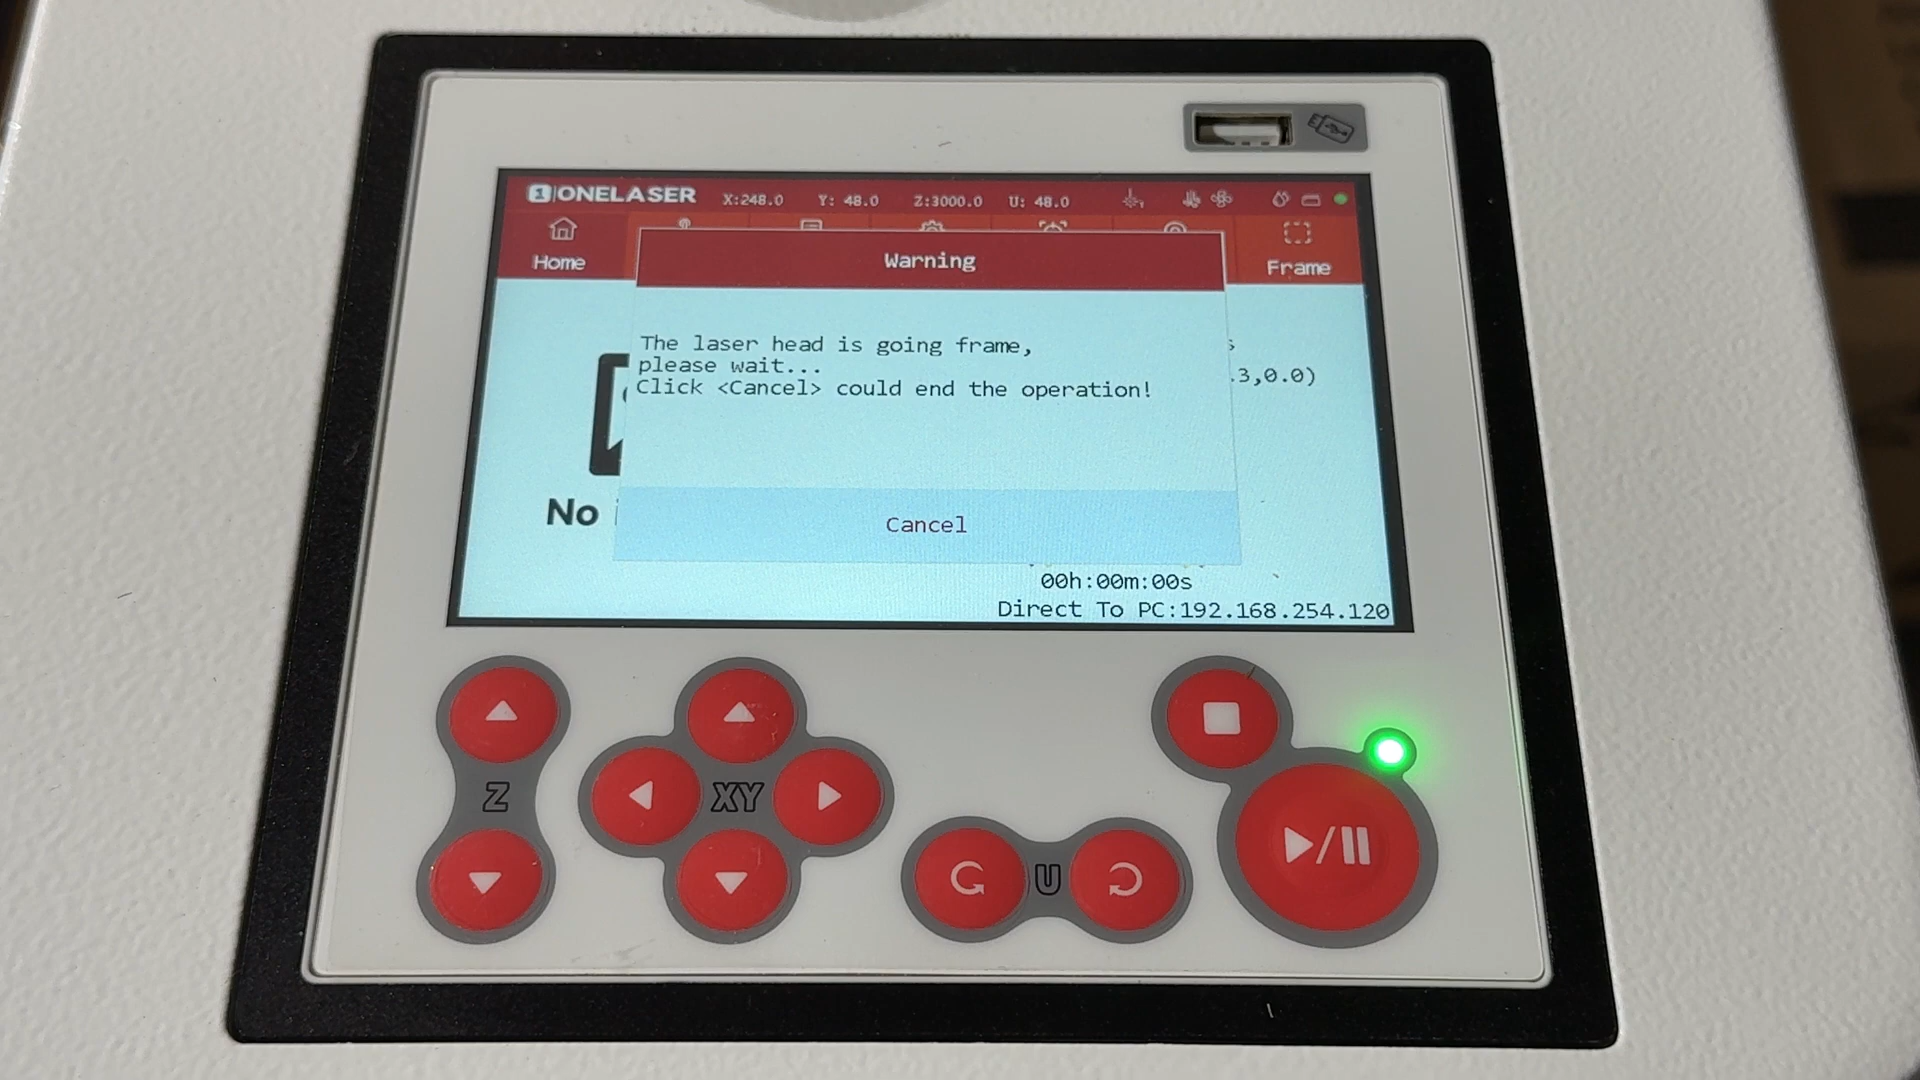 1 ONELASER X:248.0 Y: 48.0 Z:3000.0 U: 48.0
Home
Frame
Warning
The laser head is going frame,
please wait...
Click <Cancel> could end the operation!
.3,0.0)
No
Cancel
00h:00m:00s
Direct To PC:192.168.254.120
Z
XY
U